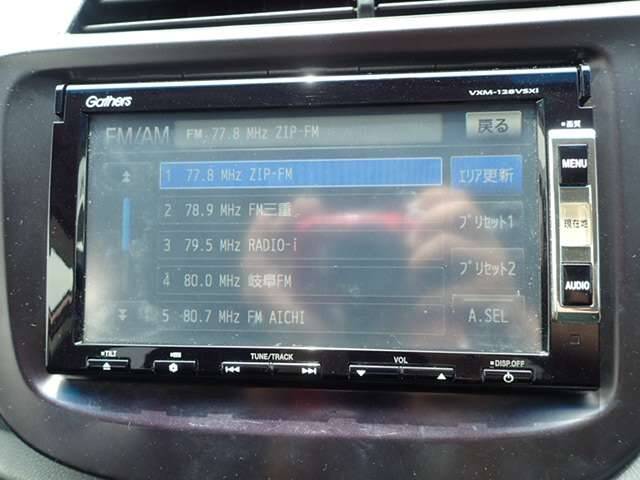 Gathers
VXM-128VSXi
FM/AM
FM 77.8 MHz ZIP-FM
戻る
画質
1 77.8 MHz ZIP-FM
エリア更新
MENU
2 78.9 MHz FM三重
プリセット1
現在地
3 79.5 MHz RADIO-i
プリセット2
4 80.0 MHz 岐阜FM
AUDIO
5 80.7 MHz FM AICHI
A.SEL
TILT
TUNE/TRACK
VOL
DISP.OFF